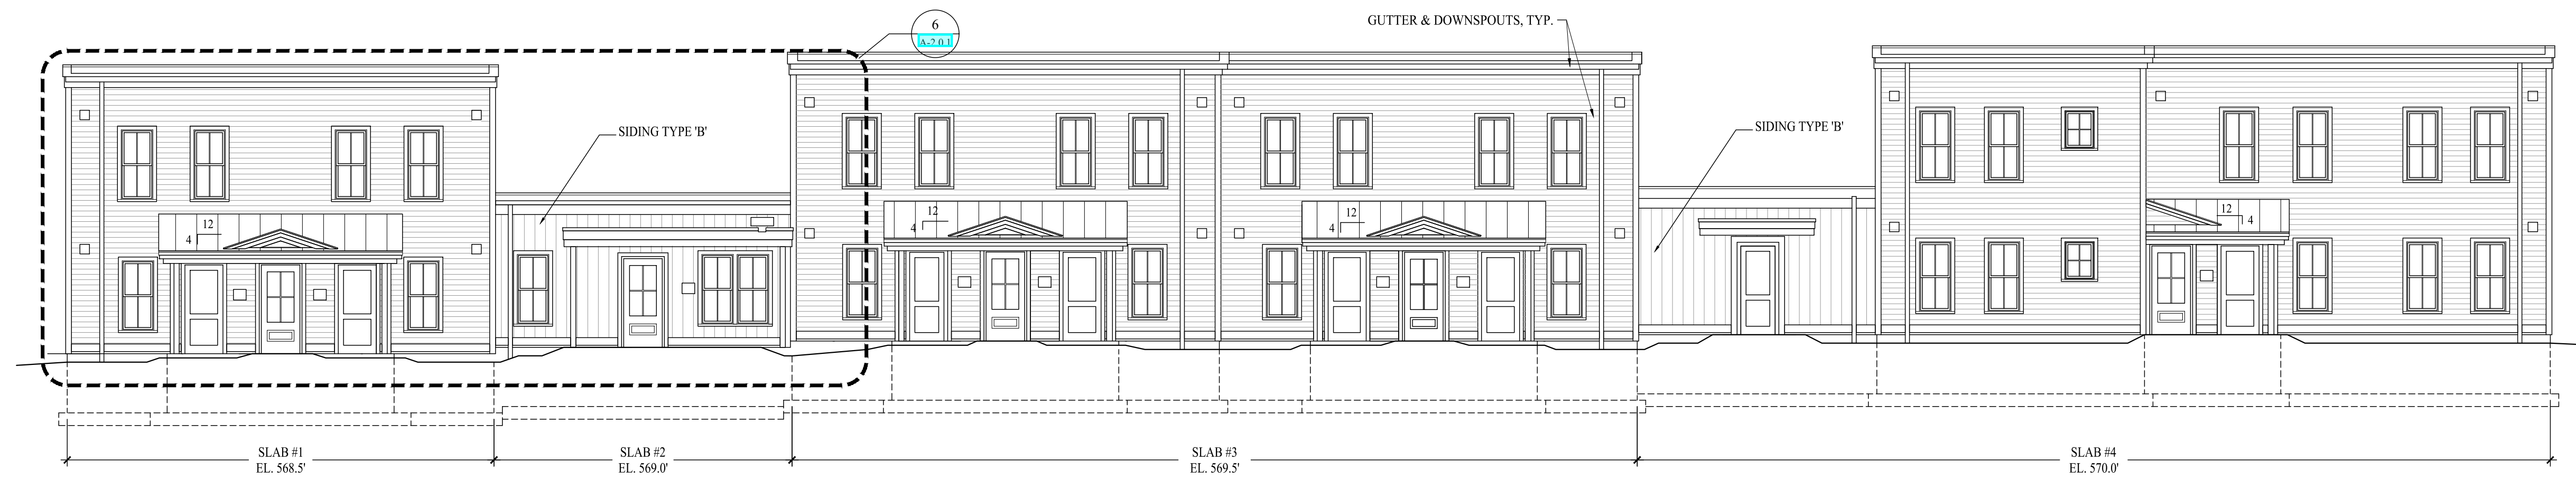 6
A-2.0.1
GUTTER & DOWNSPOUTS, TYP.
SIDING TYPE 'B'
SIDING TYPE 'B'
12
4
12
4
12
4
12
4
SLAB #1
EL. 568.5'
SLAB #2
EL. 569.0'
SLAB #3
EL. 569.5'
SLAB #4
EL. 570.0'